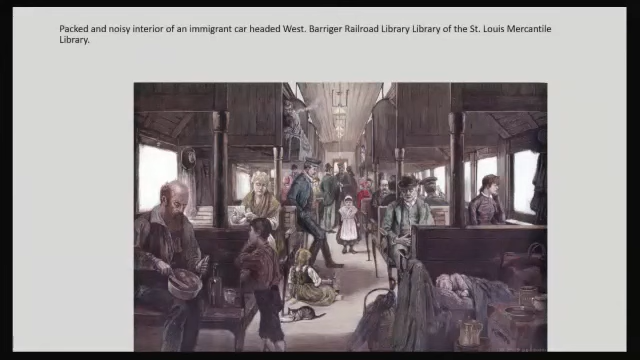 Packed and noisy interior of an immigrant car headed West. Barriger Railroad Library Library of the St. Louis Mercantile
Library.